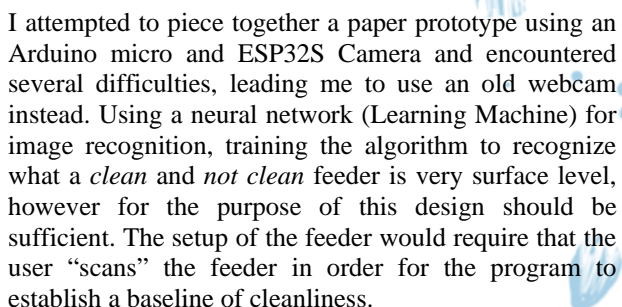 I attempted to piece together a paper prototype using an
Arduino micro and ESP32S Camera and encountered
several difficulties, leading me to use an old webcam
instead. Using a neural network (Learning Machine) for
image recognition, training the algorithm to recognize
what a clean and not clean feeder is very surface level,
however for the purpose of this design should be
sufficient. The setup of the feeder would require that the
user “scans” the feeder in order for the program to
establish a baseline of cleanliness.